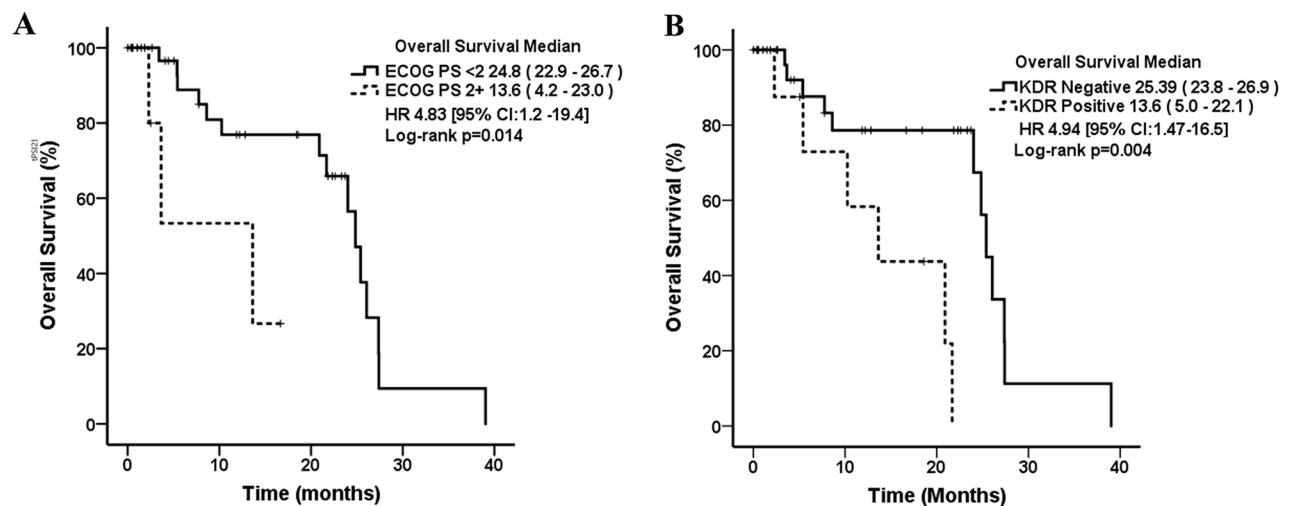 A
Overall Survival Median
ECOG PS <2 24.8 ( 22.9 - 26.7)
ECOG PS 2+ 13.6 ( 4.2 - 23.0)
HR 4.83 [95% CI:1.2 -19.4]
Log-rank p=0.014
100
80
60
40
20
0
Overall Survival (%)
0 10 20 30 40
Time (months)
B
Overall Survival Median
KDR Negative 25.39 ( 23.8 - 26.9)
KDR Positive 13.6 ( 5.0 - 22.1)
HR 4.94 [95% CI:1.47-16.5]
Log-rank p=0.004
100
80
60
40
20
0
Overall Survival (%)
0 10 20 30 40
Time (Months)